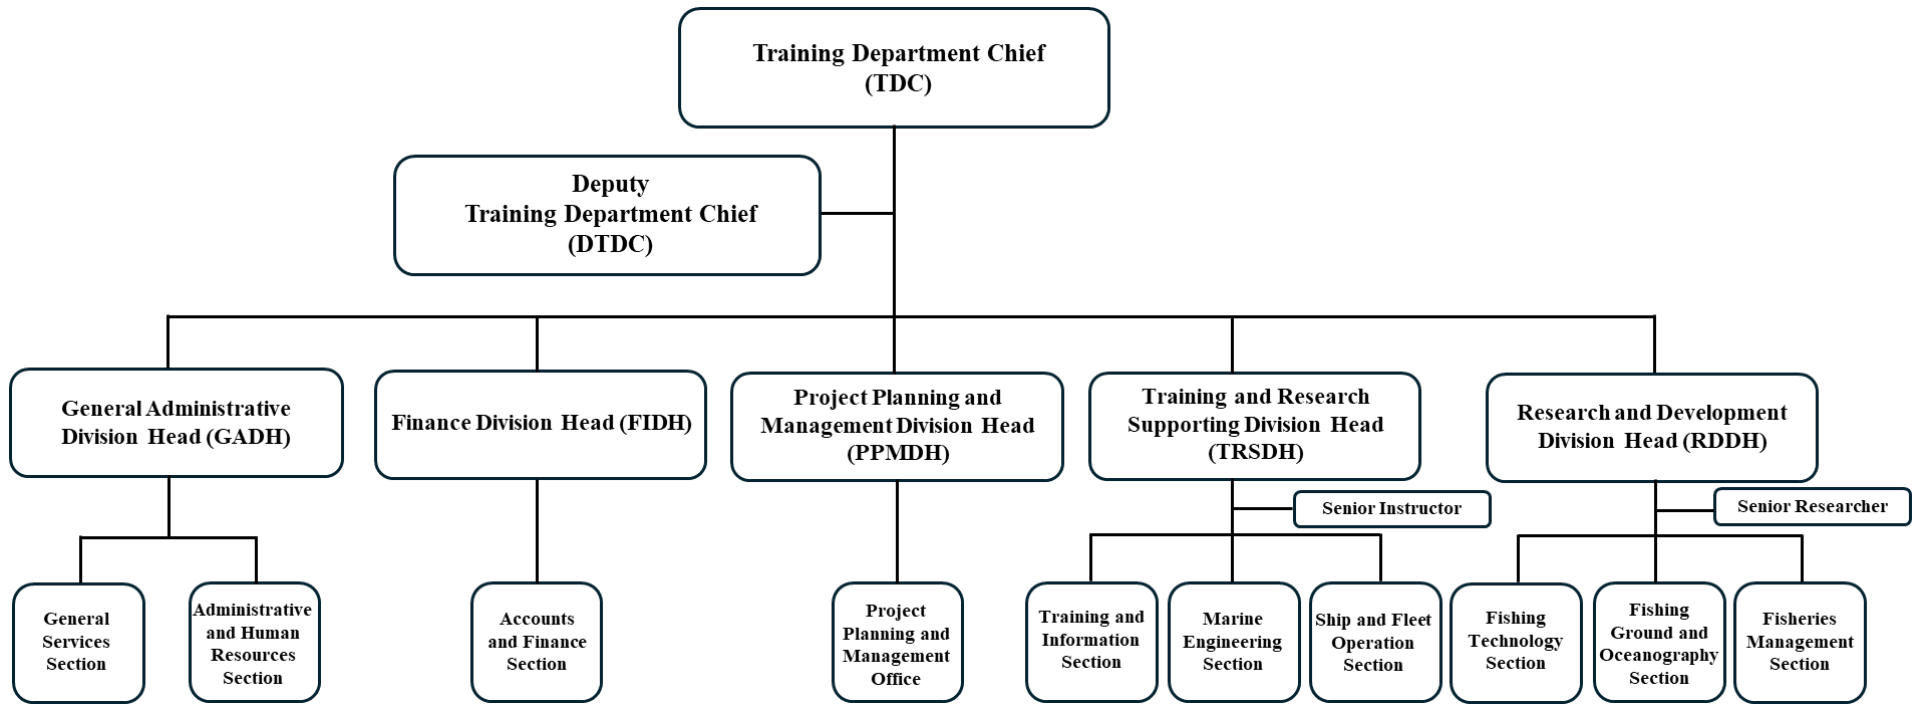 Training Department Chief
(TDC)
Deputy
Training Department Chief
(DTDC)
General Administrative
Division Head (GADH)
Finance Division Head (FIDH)
Project Planning and
Management Division Head
(PPMDH)
Training and Research
Supporting Division Head
(TRSDH)
Research and Development
Division Head (RDDH)
Senior Instructor
Senior Researcher
General
Services
Section
Administrative
and Human
Resources
Section
Accounts
and Finance
Section
Project
Planning and
Management
Office
Training and
Information
Section
Marine
Engineering
Section
Ship and Fleet
Operation
Section
Fishing
Technology
Section
Fishing
Ground and
Oceanography
Section
Fisheries
Management
Section